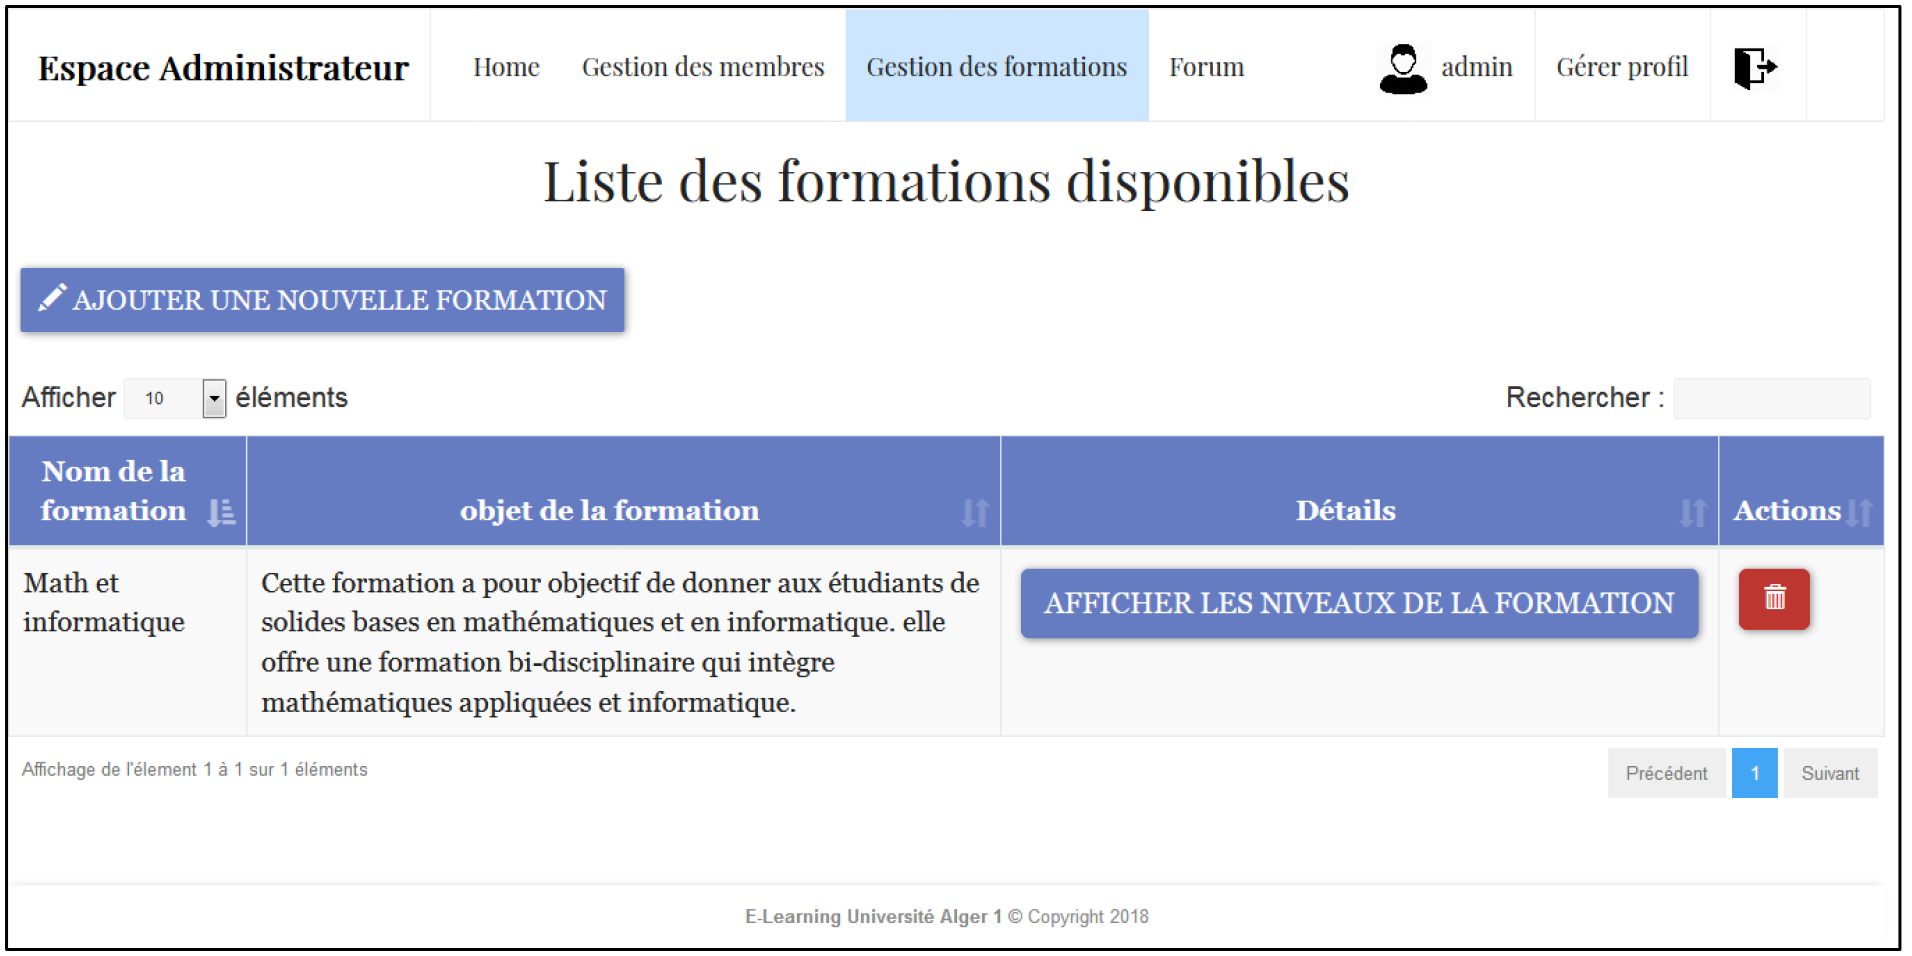 Espace Administrateur Home Gestion des membres Gestion des formations Forum admin Gérer profil
Liste des formations disponibles
AJOUTER UNE NOUVELLE FORMATION
Afficher 10 éléments Rechercher :
Nom de la
formation objet de la formation Détails Actions
Math et
informatique
Cette formation a pour objectif de donner aux étudiants de
solides bases en mathématiques et en informatique. elle
offre une formation bi-disciplinaire qui intègre
mathématiques appliquées et informatique.
AFFICHER LES NIVEAUX DE LA FORMATION
Affichage de l'élement 1 à 1 sur 1 éléments
Précédent 1 Suivant
E-Learning Université Alger 1 © Copyright 2018